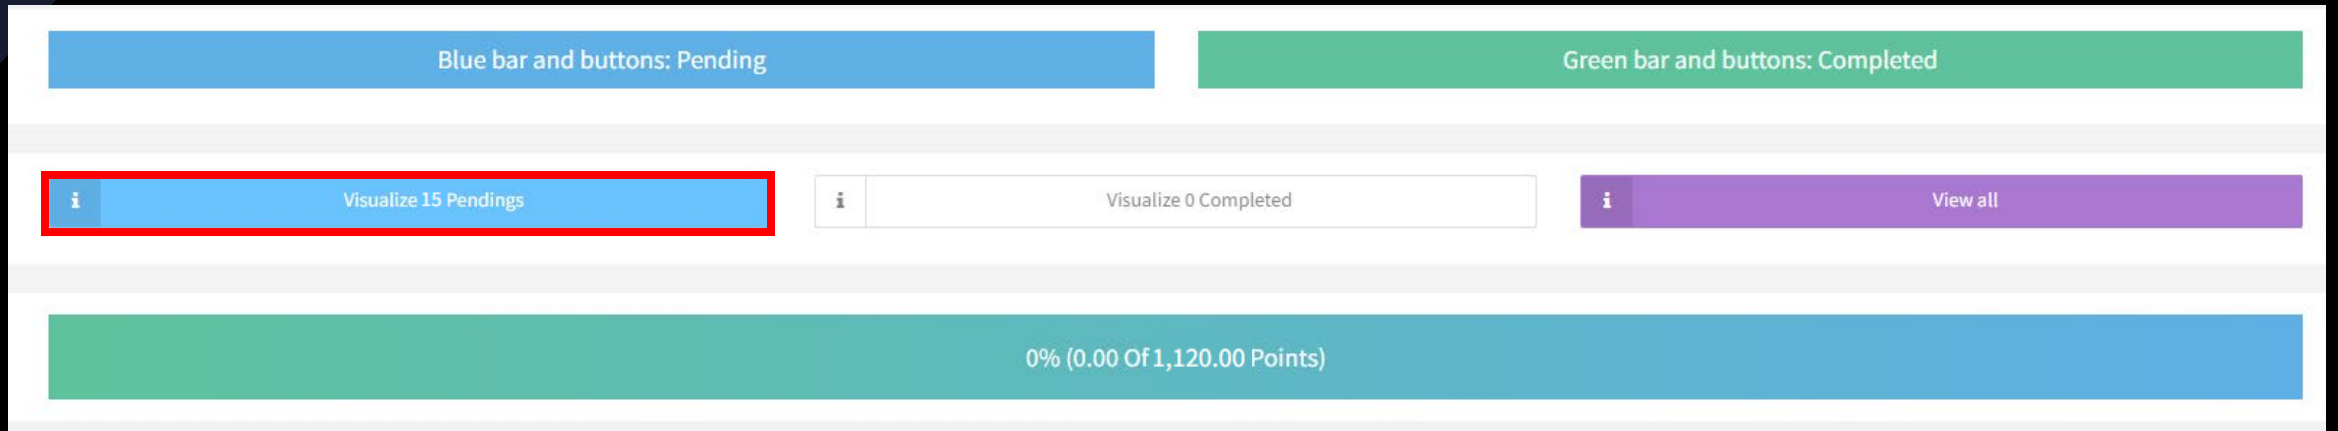 Blue bar and buttons: Pending
Green bar and buttons: Completed
i Visualize 15 Pendings
i Visualize 0 Completed
i View all
0% (0.00 Of 1,120.00 Points)